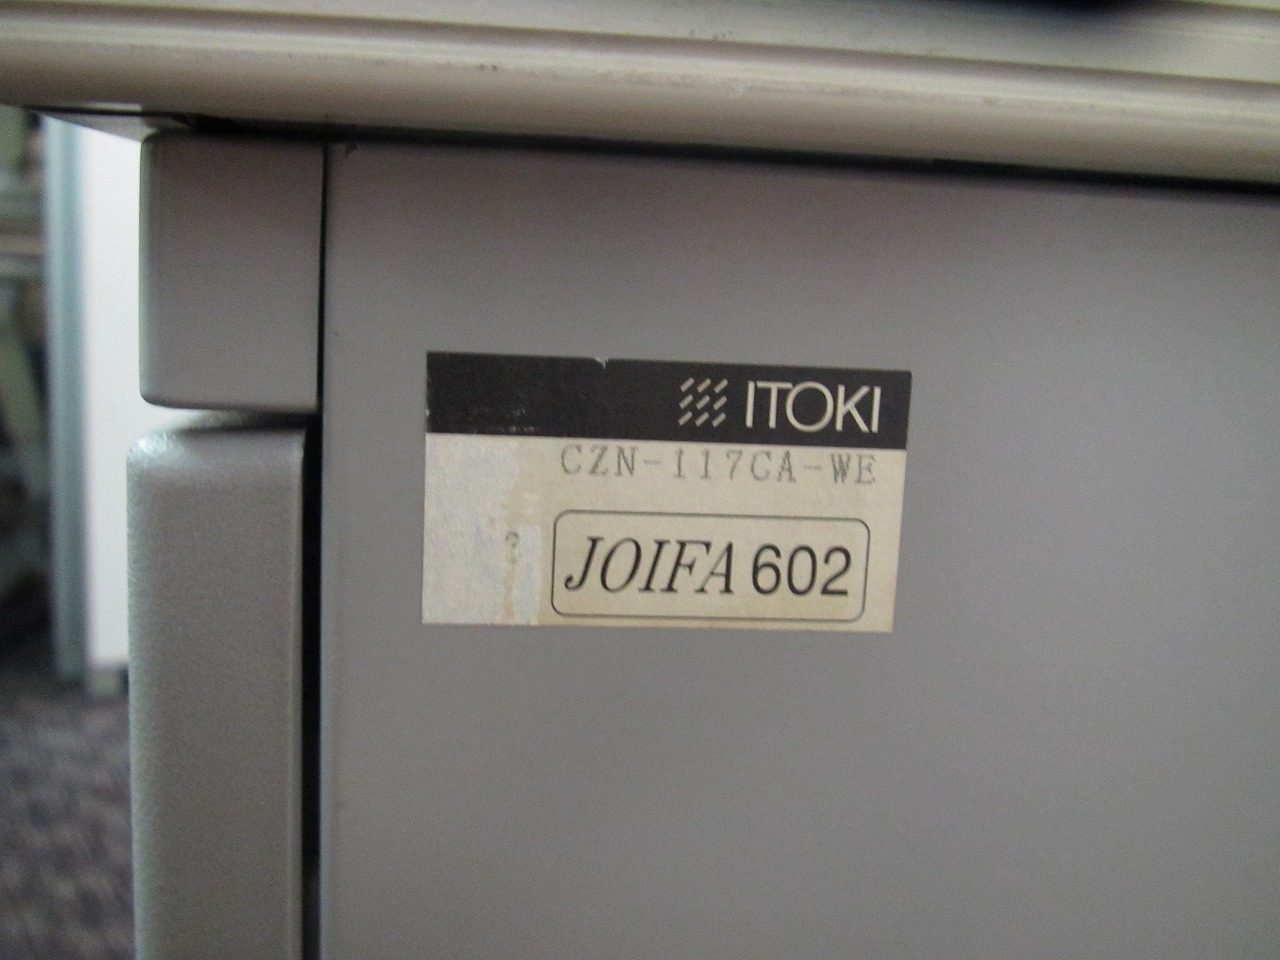 ITOKI
CZN-117CA-WE
?
JOIFA 602